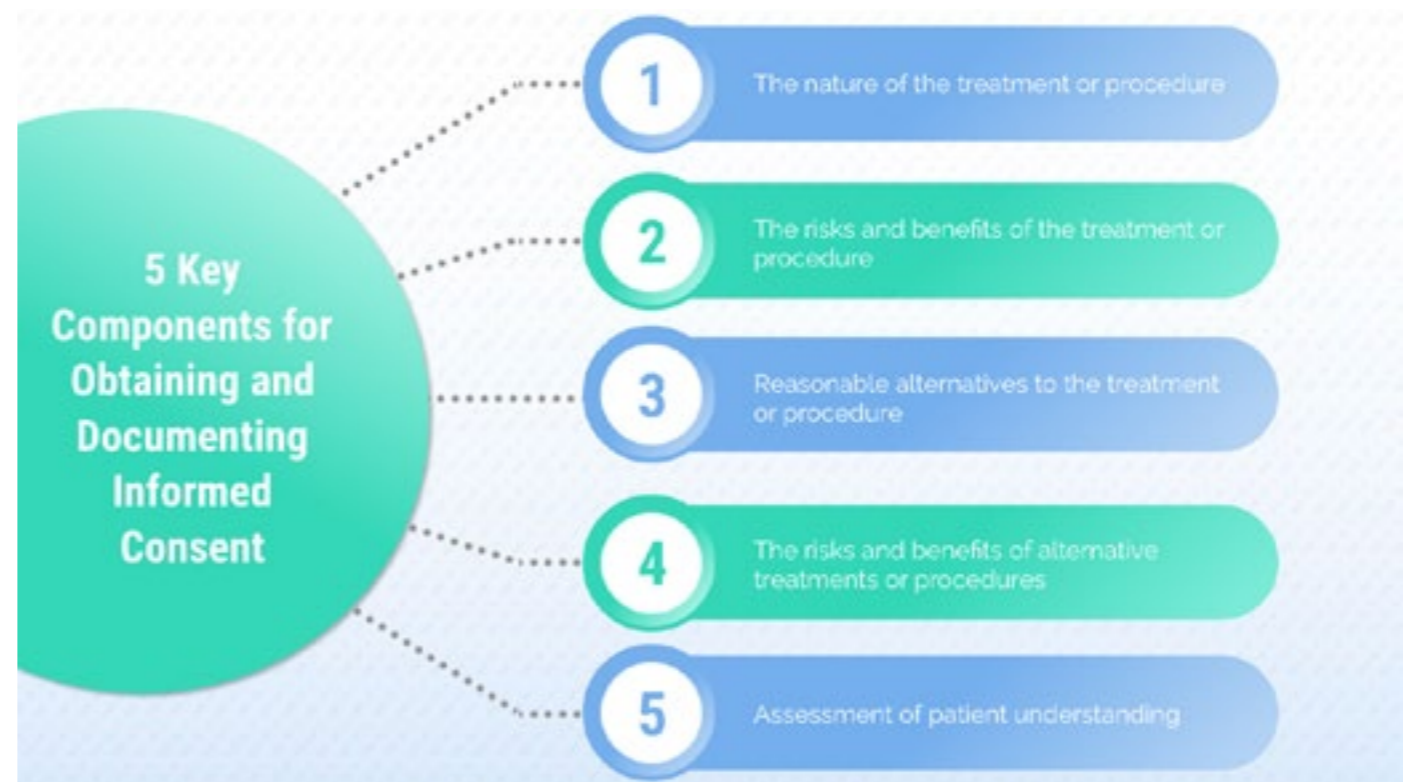 5 Key
Components for
Obtaining and
Documenting
Informed
Consent
1
The nature of the treatment or procedure
2
The risks and benefits of the treatment or
procedure
3
Reasonable alternatives to the treatment
or procedure
4
The risks and benefits of alternative
treatments or procedures
5
Assessment of patient understanding